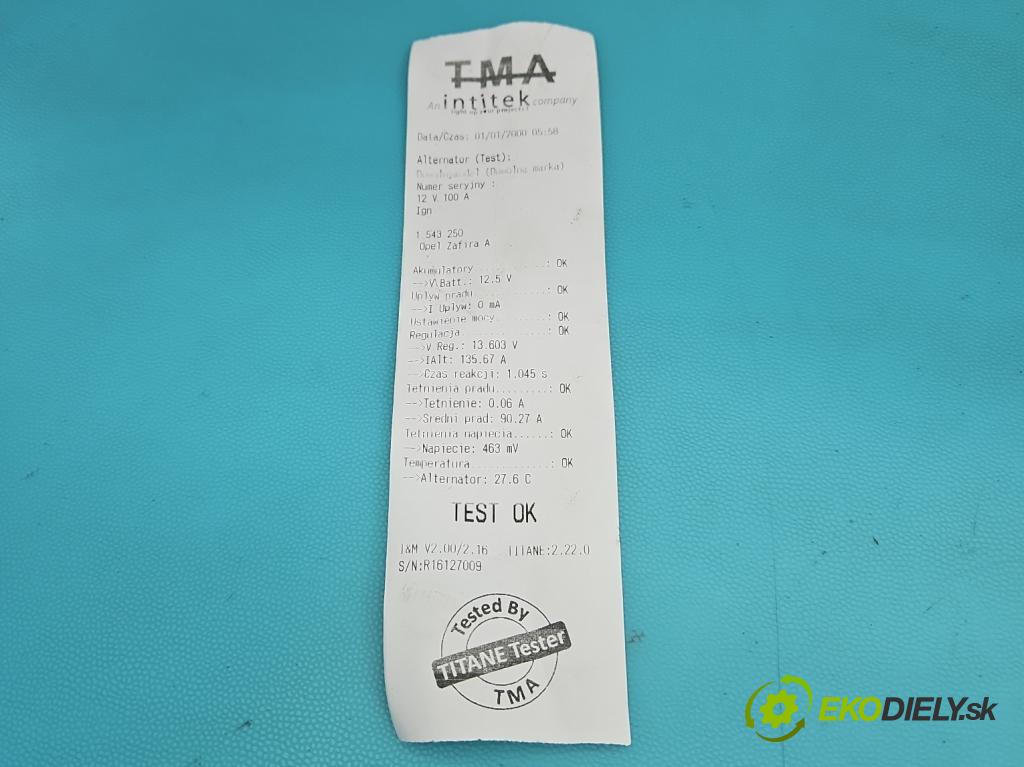 TMA
An intitek company
light up your projects!
Data/Czas: 01/01/2000 05:58
Alternator (Test):
(Dowolna marka)
Numer seryjny :
12 V 100 A
Ign
1 543 250
Opel Zafira A
Akumulatory..........: OK
-->V\Batt.: 12.5 V
Uplyw pradu..........: OK
-->I Uplyw: 0 mA
Ustawienie mocy......: OK
Regulacja............: OK
-->V Reg.: 13.603 V
-->IAlt: 135.67 A
-->Czas reakcji: 1.045 s
Tetnienia pradu.........: OK
-->Tetnienie: 0.06 A
-->Sredni prad: 90.27 A
Tetnienia napiecia......: OK
-->Napiecie: 463 mV
Temperatura............: OK
-->Alternator: 27.6 C
TEST OK
I&M V2.00/2.16 TITANE:2.22.0
S/N:R16127009
Tested By
TITANE Tester
TMA
EKODIELY.sk